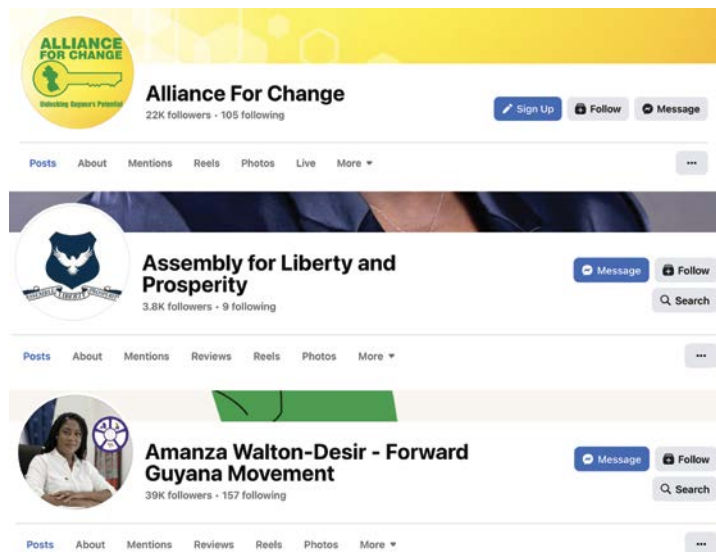 ALLIANCE
FOR CHANGE
Unlocking Guyana's Potential
Alliance For Change
22K followers • 105 following
Sign Up Follow Message
Posts About Mentions Reels Photos Live More
Assembly for Liberty and
Prosperity
3.8K followers • 9 following
Message Follow
Search
ASSEMBLY LIBERTY PROSPERITY
Posts About Mentions Reviews Reels Photos More
Amanza Walton-Desir - Forward
Guyana Movement
39K followers • 157 following
Message Follow
Search
Posts About Mentions Reviews Reels Photos More